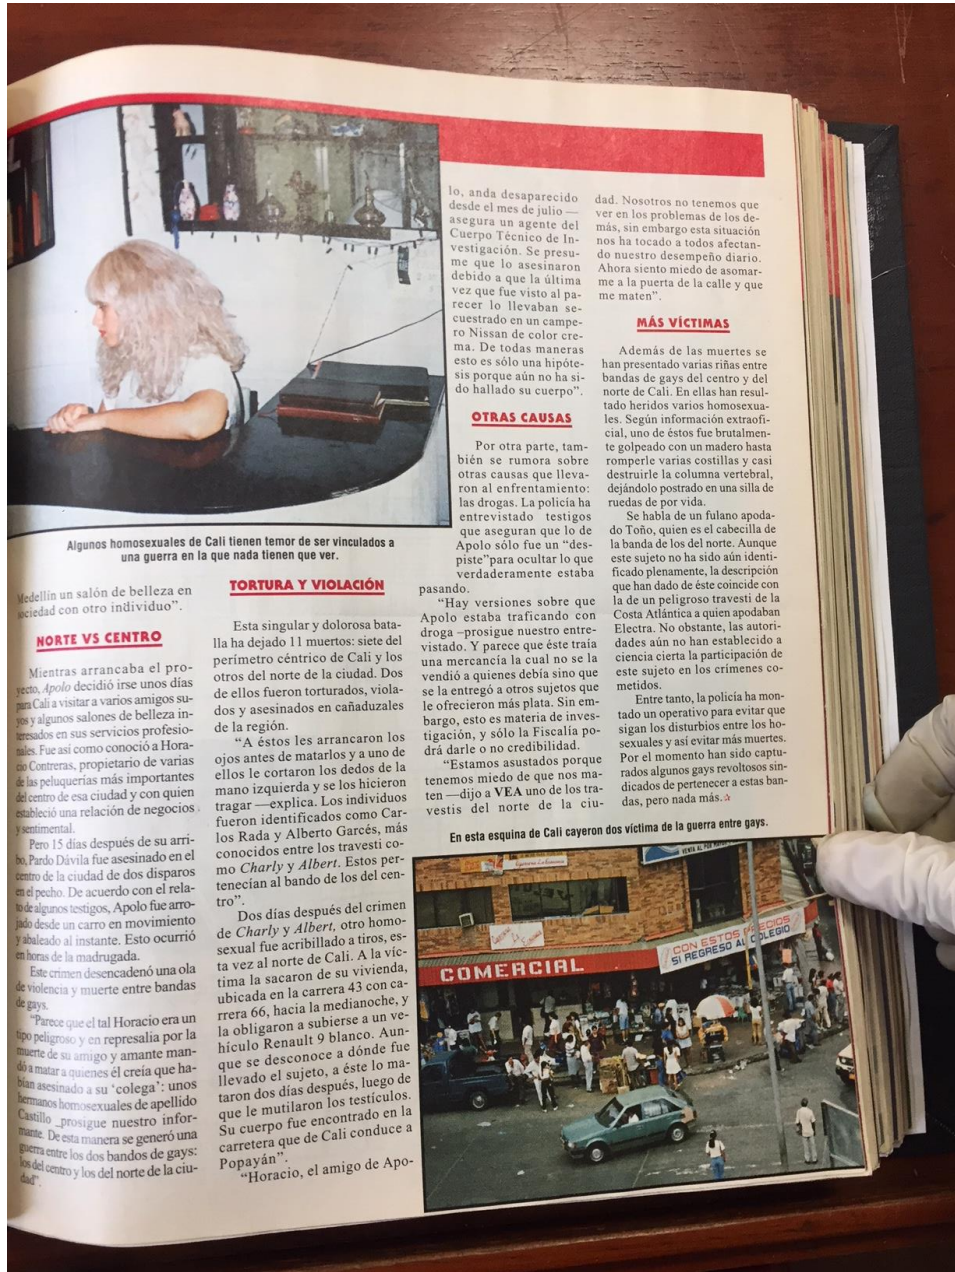 Algunos homosexuales de Cali tienen temor de ser vinculados a
una guerra en la que nada tienen que ver.
Medellín un salón de belleza en
sociedad con otro individuo”.
NORTE VS CENTRO
Mientras arrancaba el pro-
yecto, Apolo decidió irse unos días
para Cali a visitar a varios amigos su-
yos y algunos salones de belleza in-
teresados en sus servicios profesio-
nales. Fue así como conoció a Hora-
cio Contreras, propietario de varias
de las peluquerías más importantes
del centro de esa ciudad y con quien
estableció una relación de negocios
y sentimental.
Pero 15 días después de su arri-
bo, Pardo Dávila fue asesinado en el
centro de la ciudad de dos disparos
en el pecho. De acuerdo con el rela-
to de algunos testigos, Apolo fue arro-
jado desde un carro en movimiento
y abaleado al instante. Esto ocurrió
en horas de la madrugada.
Este crimen desencadenó una ola
de violencia y muerte entre bandas
de gays.
“Parece que el tal Horacio era un
tipo peligroso y en represalia por la
muerte de su amigo y amante man-
dó a matar a quienes él creía que ha-
bían asesinado a su ‘colega’: unos
hermanos homosexuales de apellido
Castillo _prosigue nuestro infor-
mante. De esta manera se generó una
guerra entre los dos bandos de gays:
los del centro y los del norte de la ciu-
dad”.
TORTURA Y VIOLACIÓN
Esta singular y dolorosa bata-
lla ha dejado 11 muertos: siete del
perímetro céntrico de Cali y los
otros del norte de la ciudad. Dos
de ellos fueron torturados, viola-
dos y asesinados en cañaduzales
de la región.
“A éstos les arrancaron los
ojos antes de matarlos y a uno de
ellos le cortaron los dedos de la
mano izquierda y se los hicieron
tragar —explica. Los individuos
fueron identificados como Car-
los Rada y Alberto Garcés, más
conocidos entre los travesti co-
mo Charly y Albert. Estos per-
tenecían al bando de los del cen-
tro”.
Dos días después del crimen
de Charly y Albert, otro homo-
sexual fue acribillado a tiros, es-
ta vez al norte de Cali. A la víc-
tima la sacaron de su vivienda,
ubicada en la carrera 43 con ca-
rrera 66, hacia la medianoche, y
la obligaron a subierse a un ve-
hículo Renault 9 blanco. Aun-
que se desconoce a dónde fue
llevado el sujeto, a éste lo ma-
taron dos días después, luego de
que le mutilaron los testículos.
Su cuerpo fue encontrado en la
carretera que de Cali conduce a
Popayán”.
“Horacio, el amigo de Apo-
lo, anda desaparecido
desde el mes de julio —
asegura un agente del
Cuerpo Técnico de In-
vestigación. Se presu-
me que lo asesinaron
debido a que la última
vez que fue visto al pa-
recer lo llevaban se-
cuestrado en un campe-
ro Nissan de color cre-
ma. De todas maneras
esto es sólo una hipóte-
sis porque aún no ha si-
do hallado su cuerpo”.
OTRAS CAUSAS
Por otra parte, tam-
bién se rumora sobre
otras causas que lleva-
ron al enfrentamiento:
las drogas. La policía ha
entrevistado testigos
que aseguran que lo de
Apolo sólo fue un “des-
piste”para ocultar lo que
verdaderamente estaba
pasando.
“Hay versiones sobre que
Apolo estaba traficando con
droga –prosigue nuestro entre-
vistado. Y parece que éste traía
una mercancía la cual no se la
vendió a quienes debía sino que
se la entregó a otros sujetos que
le ofrecieron más plata. Sin em-
bargo, esto es materia de inves-
tigación, y sólo la Fiscalía po-
drá darle o no credibilidad.
“Estamos asustados porque
tenemos miedo de que nos ma-
ten —dijo a VEA uno de los tra-
vestis del norte de la ciu-
dad. Nosotros no tenemos que
ver en los problemas de los de-
más, sin embargo esta situación
nos ha tocado a todos afectan-
do nuestro desempeño diario.
Ahora siento miedo de asomar-
me a la puerta de la calle y que
me maten”.
MÁS VÍCTIMAS
Además de las muertes se
han presentado varias riñas entre
bandas de gays del centro y del
norte de Cali. En ellas han resul-
tado heridos varios homosexua-
les. Según información extraofi-
cial, uno de éstos fue brutalmen-
te golpeado con un madero hasta
romperle varias costillas y casi
destruirle la columna vertebral,
dejándolo postrado en una silla de
ruedas de por vida.
Se habla de un fulano apoda-
do Toño, quien es el cabecilla de
la banda de los del norte. Aunque
este sujeto no ha sido aún identi-
ficado plenamente, la descripción
que han dado de éste coincide con
la de un peligroso travesti de la
Costa Atlántica a quien apodaban
Electra. No obstante, las autori-
dades aún no han establecido a
ciencia cierta la participación de
este sujeto en los crímenes co-
metidos.
Entre tanto, la policía ha mon-
tado un operativo para evitar que
sigan los disturbios entre los ho-
sexuales y así evitar más muertes.
Por el momento han sido captu-
rados algunos gays revoltosos sin-
dicados de pertenecer a estas ban-
das, pero nada más.
En esta esquina de Cali cayeron dos víctima de la guerra entre gays.
VENTA AL POR MAYOR
COMERCIAL
CON ESTOS PRECIOS
SI REGRESO AL COLEGIO